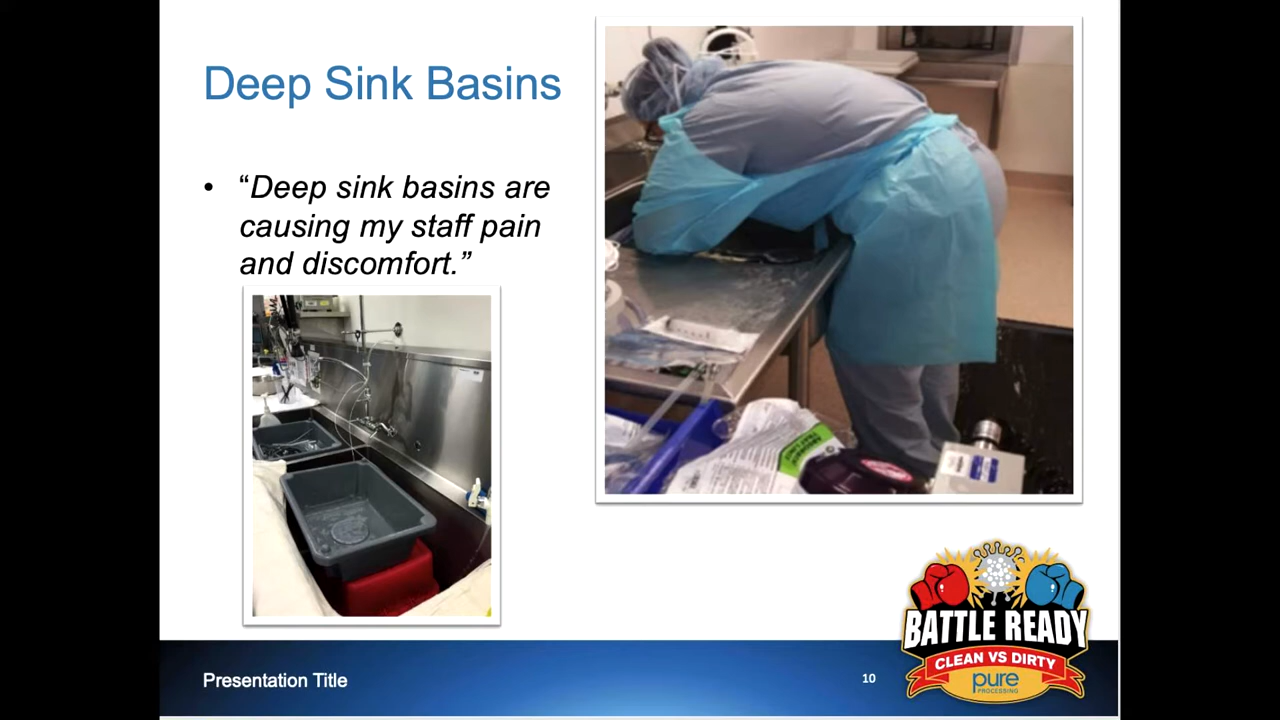 Deep Sink Basins
• “Deep sink basins are
causing my staff pain
and discomfort.”
Presentation Title
10
BATTLE READY
CLEAN VS DIRTY
pure
PROCESSING